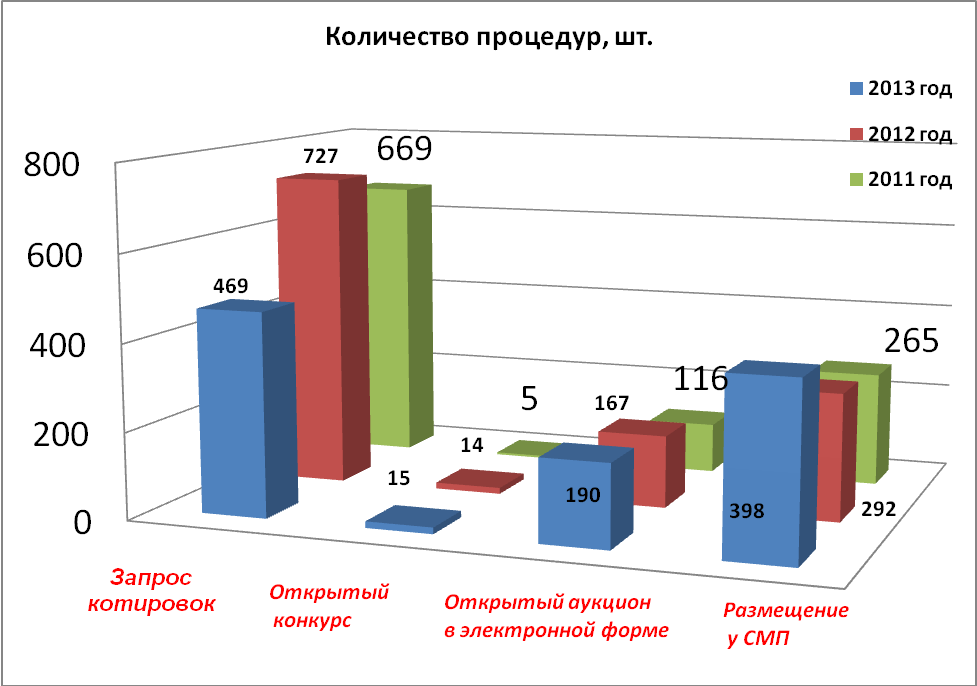 Количество процедур, шт.
2013 год
2012 год
2011 год
800
600
400
200
0
469
727
669
15
14
5
190
167
116
398
292
265
Запрос
котировок
Открытый
конкурс
Открытый аукцион
в электронной форме
Размещение
у СМП